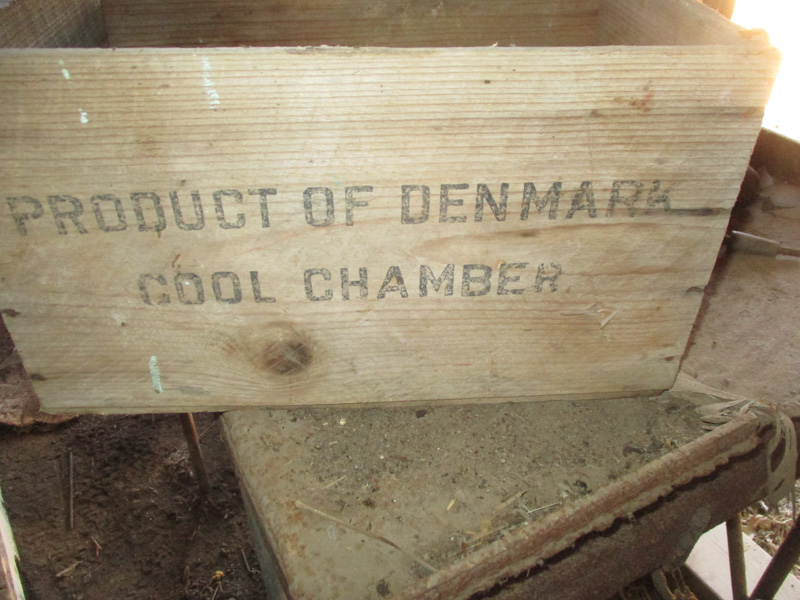 PRODUCT OF DENMARK
COOL CHAMBER